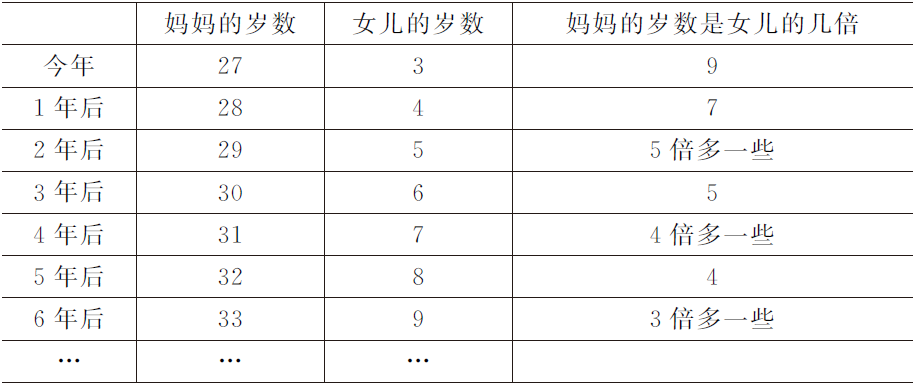 妈妈的岁数 女儿的岁数 妈妈的岁数是女儿的几倍
今年 27 3 9
1年后 28 4 7
2年后 29 5 5倍多一些
3年后 30 6 5
4年后 31 7 4倍多一些
5年后 32 8 4
6年后 33 9 3倍多一些
… … …